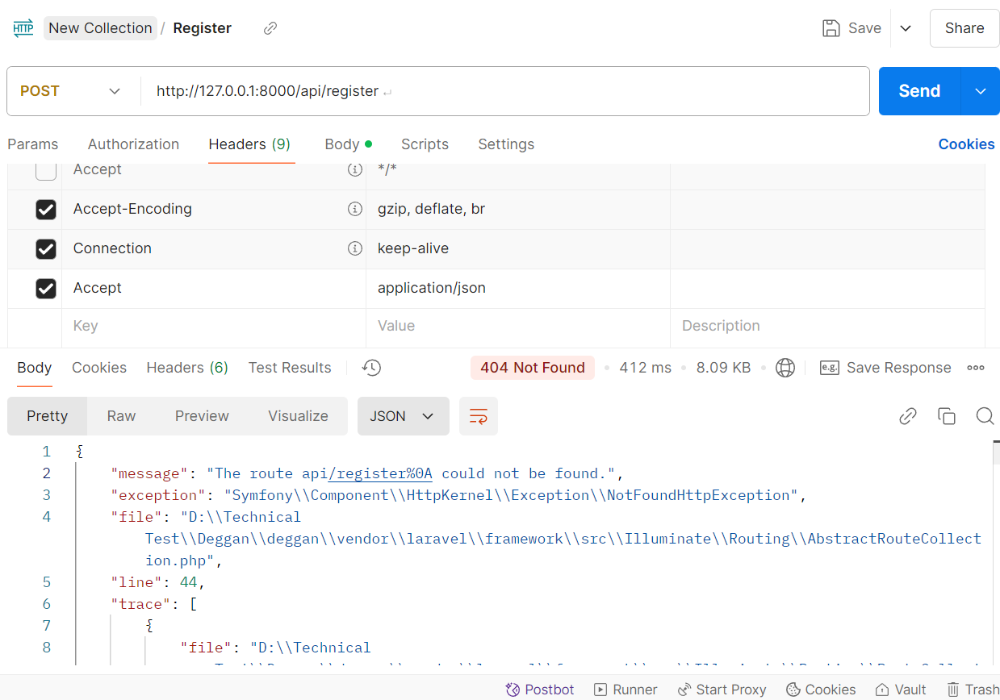 HTTP New Collection / Register Save Share
POST http://127.0.0.1:8000/api/register ↵ Send
Params Authorization Headers (9) Body Scripts Settings Cookies
Accept */*
Accept-Encoding gzip, deflate, br
Connection keep-alive
Accept application/json
Key Value Description
Body Cookies Headers (6) Test Results 404 Not Found • 412 ms • 8.09 KB • e.g. Save Response
Pretty Raw Preview Visualize JSON
1 {
2 "message": "The route api/register%0A could not be found.",
3 "exception": "Symfony\\Component\\HttpKernel\\Exception\\NotFoundHttpException",
4 "file": "D:\\Technical
Test\\Deggan\\deggan\\vendor\\laravel\\framework\\src\\Illuminate\\Routing\\AbstractRouteCollect
ion.php",
5 "line": 44,
6 "trace": [
7 {
8 "file": "D:\\Technical
Postbot Runner Start Proxy Cookies Vault Trash